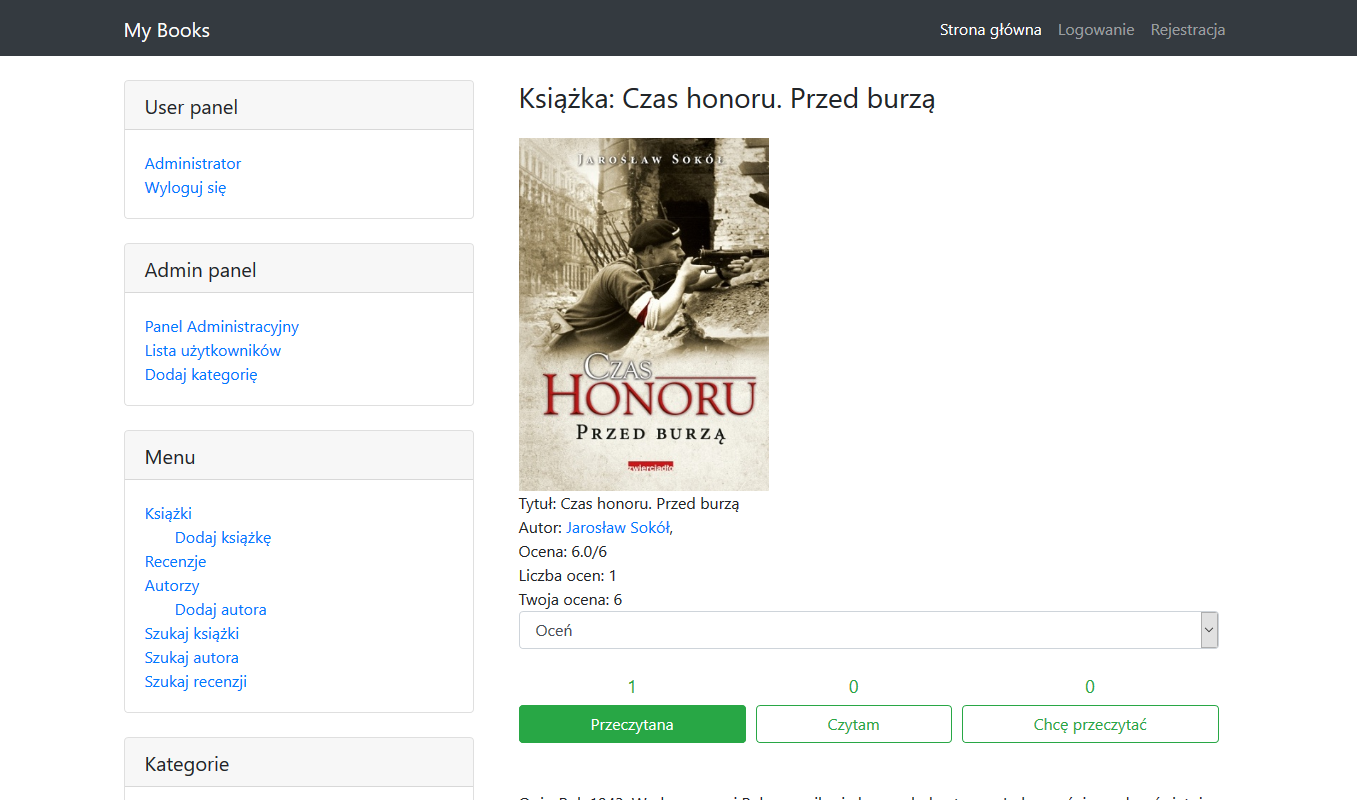 My Books
Strona główna
Logowanie
Rejestracja
User panel
Administrator
Wyloguj się
Admin panel
Panel Administracyjny
Lista użytkowników
Dodaj kategorię
Menu
Książki
Dodaj książkę
Recenzje
Autorzy
Dodaj autora
Szukaj książki
Szukaj autora
Szukaj recenzji
Kategorie
Książka: Czas honoru. Przed burzą
Jarosław Sokół
Czas
Honoru
Przed burzą
zwierciadło
Tytuł: Czas honoru. Przed burzą
Autor: Jarosław Sokół,
Ocena: 6.0/6
Liczba ocen: 1
Twoja ocena: 6
Oceń
1
0
0
Przeczytana
Czytam
Chcę przeczytać